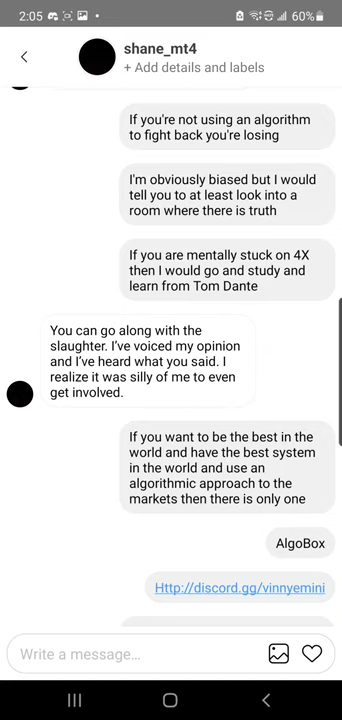 2:05
60%
shane_mt4
+ Add details and labels
If you're not using an algorithm
to fight back you're losing
I'm obviously biased but I would
tell you to at least look into a
room where there is truth
If you are mentally stuck on 4X
then I would go and study and
learn from Tom Dante
You can go along with the
slaughter. I've voiced my opinion
and I've heard what you said. I
realize it was silly of me to even
get involved.
If you want to be the best in the
world and have the best system
in the world and use an
algorithmic approach to the
markets then there is only one
AlgoBox
Http://discord.gg/vinnyemini
Write a message...